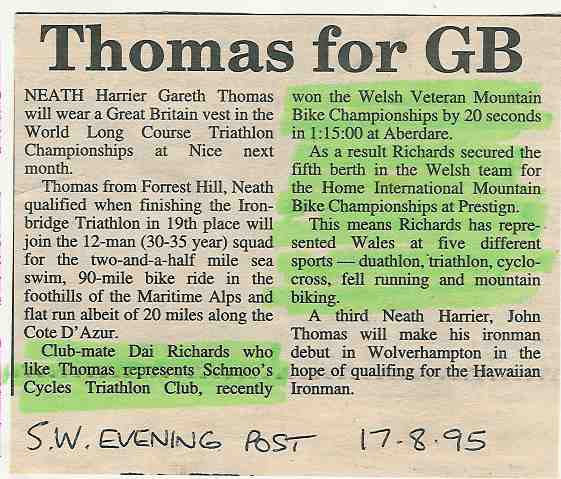 Thomas for GB
NEATH Harrier Gareth Thomas
will wear a Great Britain vest in the
World Long Course Triathlon
Championships at Nice next
month.
Thomas from Forrest Hill, Neath
qualified when finishing the Iron-
bridge Triathlon in 19th place will
join the 12-man (30-35 year) squad
for the two-and-a-half mile sea
swim, 90-mile bike ride in the
foothills of the Maritime Alps and
flat run albeit of 20 miles along the
Cote D'Azur.
Club-mate Dai Richards who
like Thomas represents Schmoo's
Cycles Triathlon Club, recently
won the Welsh Veteran Mountain
Bike Championships by 20 seconds
in 1:15:00 at Aberdare.
As a result Richards secured the
fifth berth in the Welsh team for
the Home International Mountain
Bike Championships at Prestign.
This means Richards has repre-
sented Wales at five different
sports — duathlon, triathlon, cyclo-
cross, fell running and mountain
biking.
A third Neath Harrier, John
Thomas will make his ironman
debut in Wolverhampton in the
hope of qualifing for the Hawaiian
Ironman.
S.W. EVENING POST 17-8-95